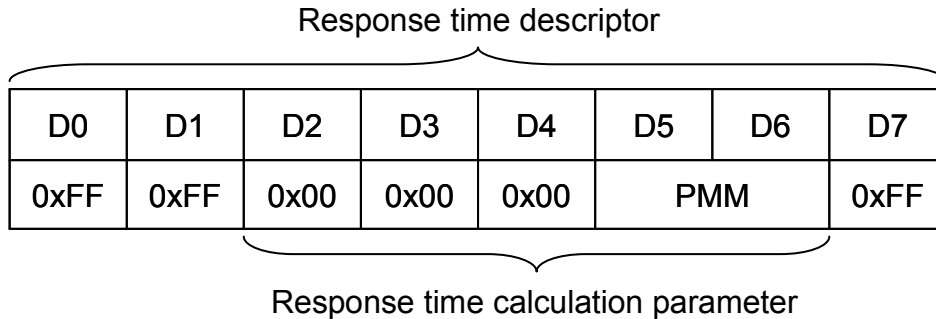 Response time descriptor
D0 D1 D2 D3 D4 D5 D6 D7
0xFF 0xFF 0x00 0x00 0x00 PMM 0xFF
Response time calculation parameter